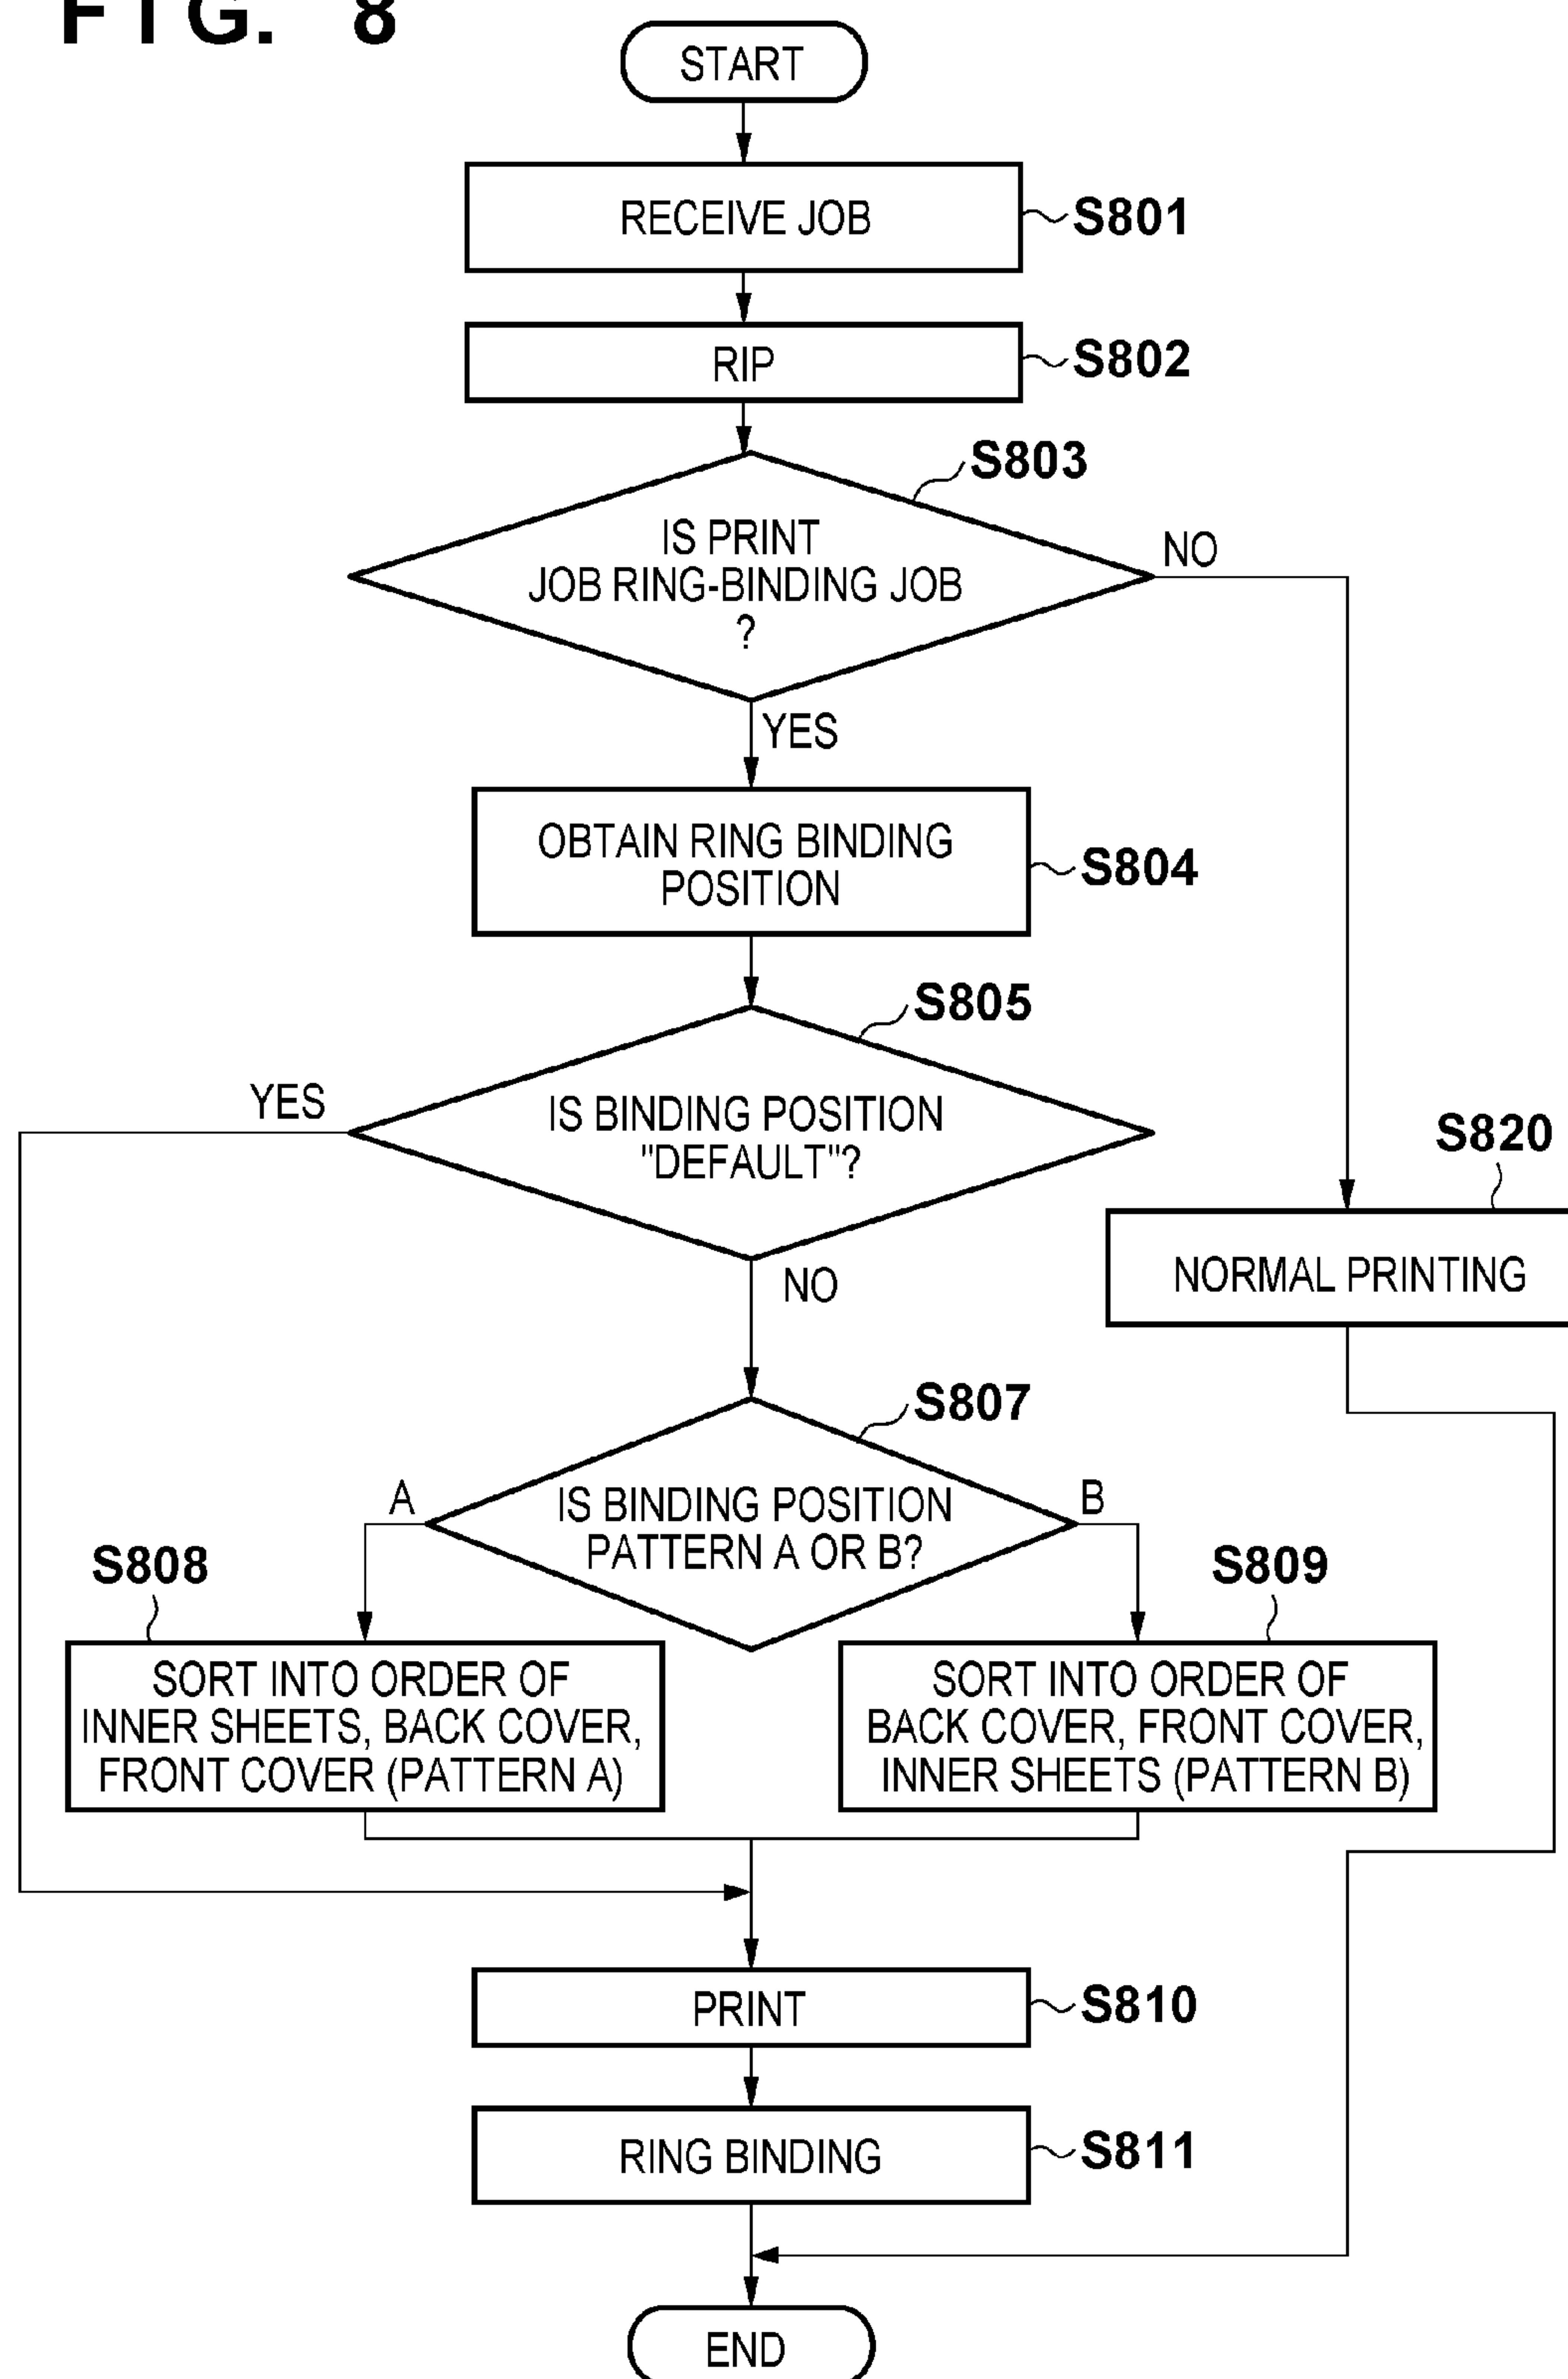 FIG. 8
START
RECEIVE JOB
S801
RIP
S802
S803
IS PRINT
JOB RING-BINDING JOB
?
NO
YES
OBTAIN RING BINDING
POSITION
S804
S805
YES
IS BINDING POSITION
"DEFAULT"?
NO
S820
NORMAL PRINTING
S807
A
IS BINDING POSITION
PATTERN A OR B?
B
S808
SORT INTO ORDER OF
INNER SHEETS, BACK COVER,
FRONT COVER (PATTERN A)
S809
SORT INTO ORDER OF
BACK COVER, FRONT COVER,
INNER SHEETS (PATTERN B)
PRINT
S810
RING BINDING
S811
END